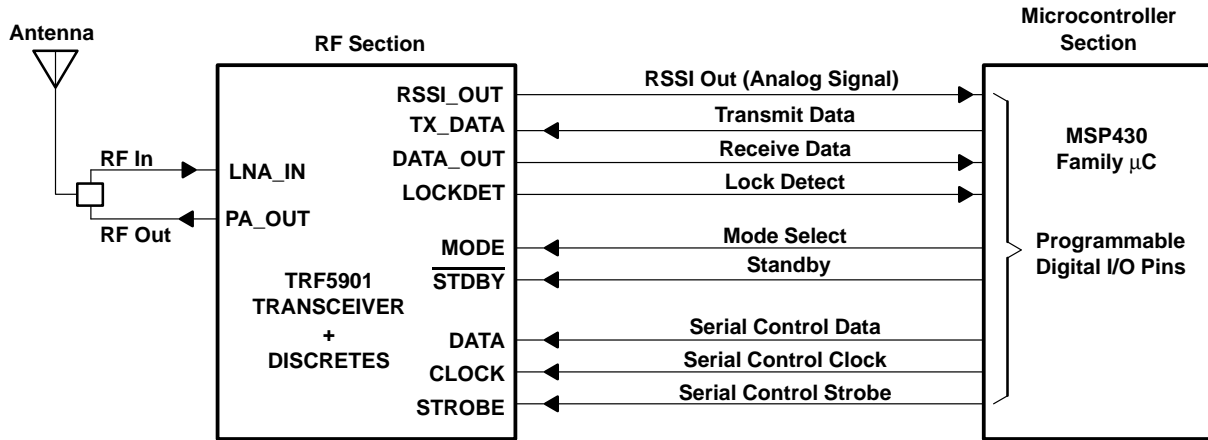 Antenna
RF Section
Microcontroller
Section
RSSI_OUT
RSSI Out (Analog Signal)
TX_DATA
Transmit Data
DATA_OUT
Receive Data
LOCKDET
Lock Detect
MODE
Mode Select
STDBY
Standby
DATA
Serial Control Data
CLOCK
Serial Control Clock
STROBE
Serial Control Strobe
RF In
LNA_IN
PA_OUT
RF Out
TRF5901
TRANSCEIVER
+
DISCRETES
MSP430
Family μC
Programmable
Digital I/O Pins